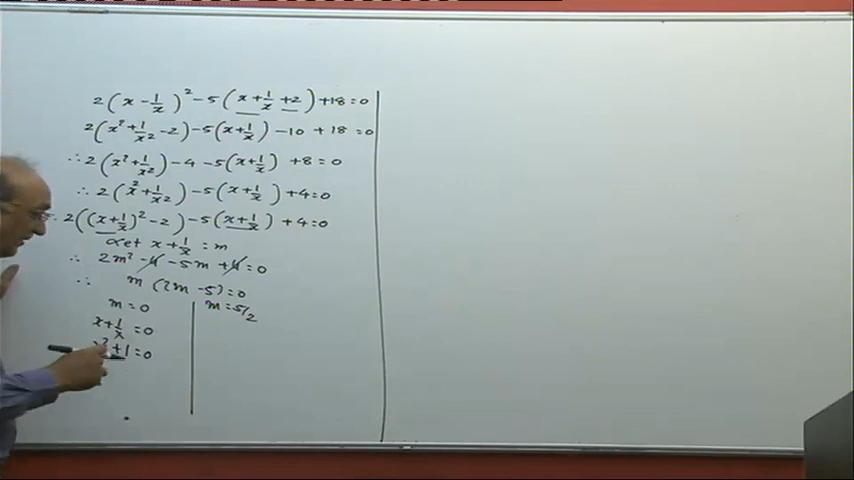 2(x - 1/x)² - 5(x + 1/x + 2) + 18 = 0
2(x² + 1/x² - 2) - 5(x + 1/x) - 10 + 18 = 0
∴ 2(x² + 1/x²) - 4 - 5(x + 1/x) + 8 = 0
∴ 2(x² + 1/x²) - 5(x + 1/x) + 4 = 0
∴ 2((x + 1/x)² - 2) - 5(x + 1/x) + 4 = 0
Let x + 1/x = m
∴ 2m² - 4 - 5m + 4 = 0
∴ m (2m - 5) = 0
m = 0
x + 1/x = 0
x² + 1 = 0
m = 5/2